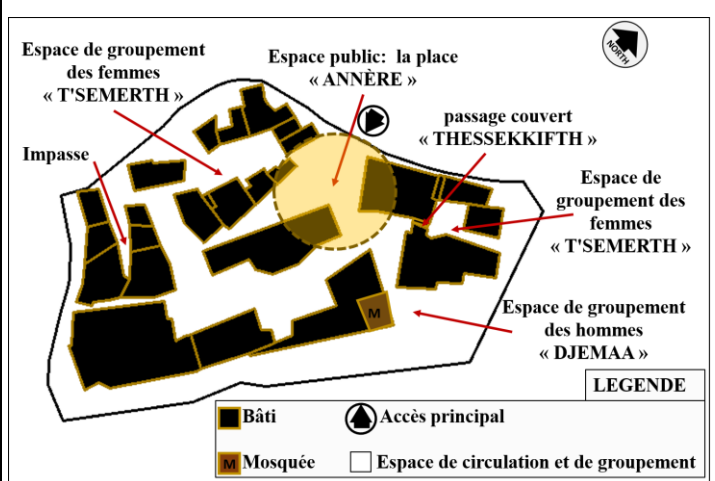 NORTH
Espace de groupement
des femmes
« T'SEMERTH »
Espace public: la place
« ANNÈRE »
passage couvert
« THESSEKKIFTH »
Impasse
Espace de
groupement des
femmes
« T'SEMERTH »
M
Espace de groupement
des hommes
« DJEMAA »
LEGENDE
Bâti
Accès principal
M Mosquée
Espace de circulation et de groupement